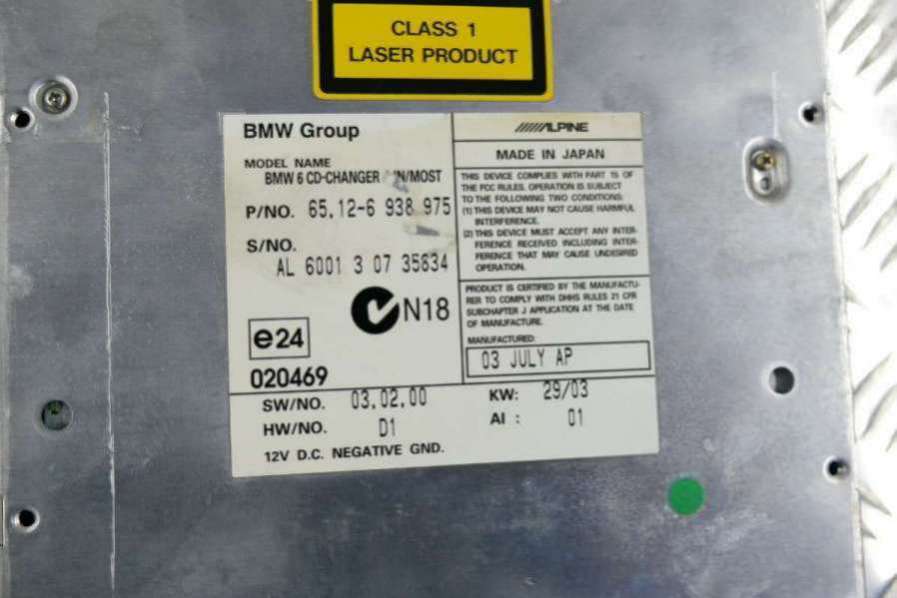 CLASS 1
LASER PRODUCT
BMW Group
MODEL NAME
BMW 6 CD-CHANGER IN/MOST
P/NO. 65.12-6 938 975
S/NO.
AL 6001 3 07 35834
N18
e24
020469
ALPINE
MADE IN JAPAN
THIS DEVICE COMPLIES WITH PART 15 OF
THE FCC RULES. OPERATION IS SUBJECT
TO THE FOLLOWING TWO CONDITIONS:
(1) THIS DEVICE MAY NOT CAUSE HARMFUL
INTERFERENCE.
(2) THIS DEVICE MUST ACCEPT ANY INTER-
FERENCE RECEIVED INCLUDING INTER-
FERENCE THAT MAY CAUSE UNDESIRED
OPERATION.
PRODUCT IS CERTIFIED BY THE MANUFACTU-
RER TO COMPLY WITH DHHS RULES 21 CFR
SUBCHAPTER J APPLICATION AT THE DATE
OF MANUFACTURE.
MANUFACTURED:
03 JULY AP
SW/NO. 03.02.00
HW/NO. D1
12V D.C. NEGATIVE GND.
KW: 29/03
AI : 01